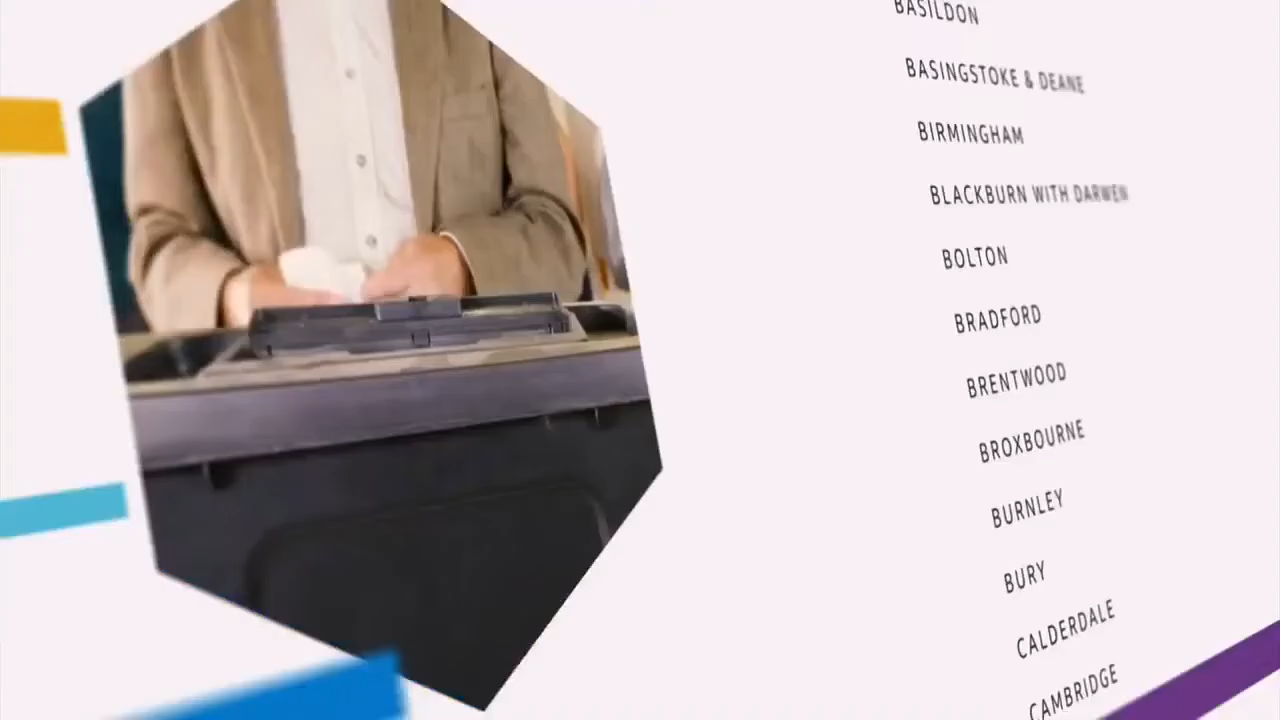 BASILDON
BASINGSTOKE & DEANE
BIRMINGHAM
BLACKBURN WITH DARWEN
BOLTON
BRADFORD
BRENTWOOD
BROXBOURNE
BURNLEY
BURY
CALDERDALE
CAMBRIDGE